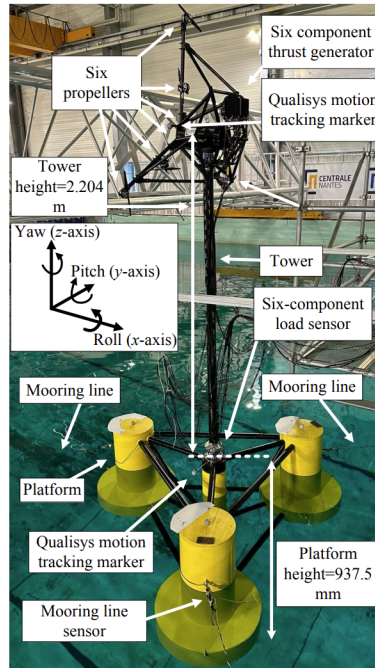 Six
propellers
Six component
thrust generator
Qualisys motion
tracking marker
Tower
height=2.204
m
CENTRALE
NANTES
Yaw (z-axis)
Pitch (y-axis)
Roll (x-axis)
Tower
Six-component
load sensor
Mooring line
Mooring line
Platform
Qualisys motion
tracking marker
Mooring line
sensor
Platform
height=937.5
mm